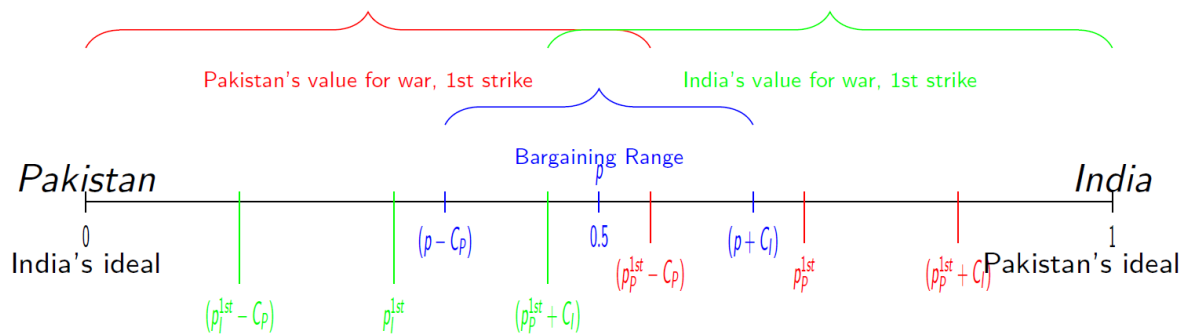 Pakistan's value for war, 1st strike
India's value for war, 1st strike
Bargaining Range
p
Pakistan
India
0
(p − C_P)
0.5
(p + C_I)
1
India's ideal
Pakistan's ideal
(p_P^{1st} − C_P)
p_P^{1st}
(p_P^{1st} + C_I)
(p_I^{1st} − C_P)
p_I^{1st}
(p_P^{1st} + C_I)